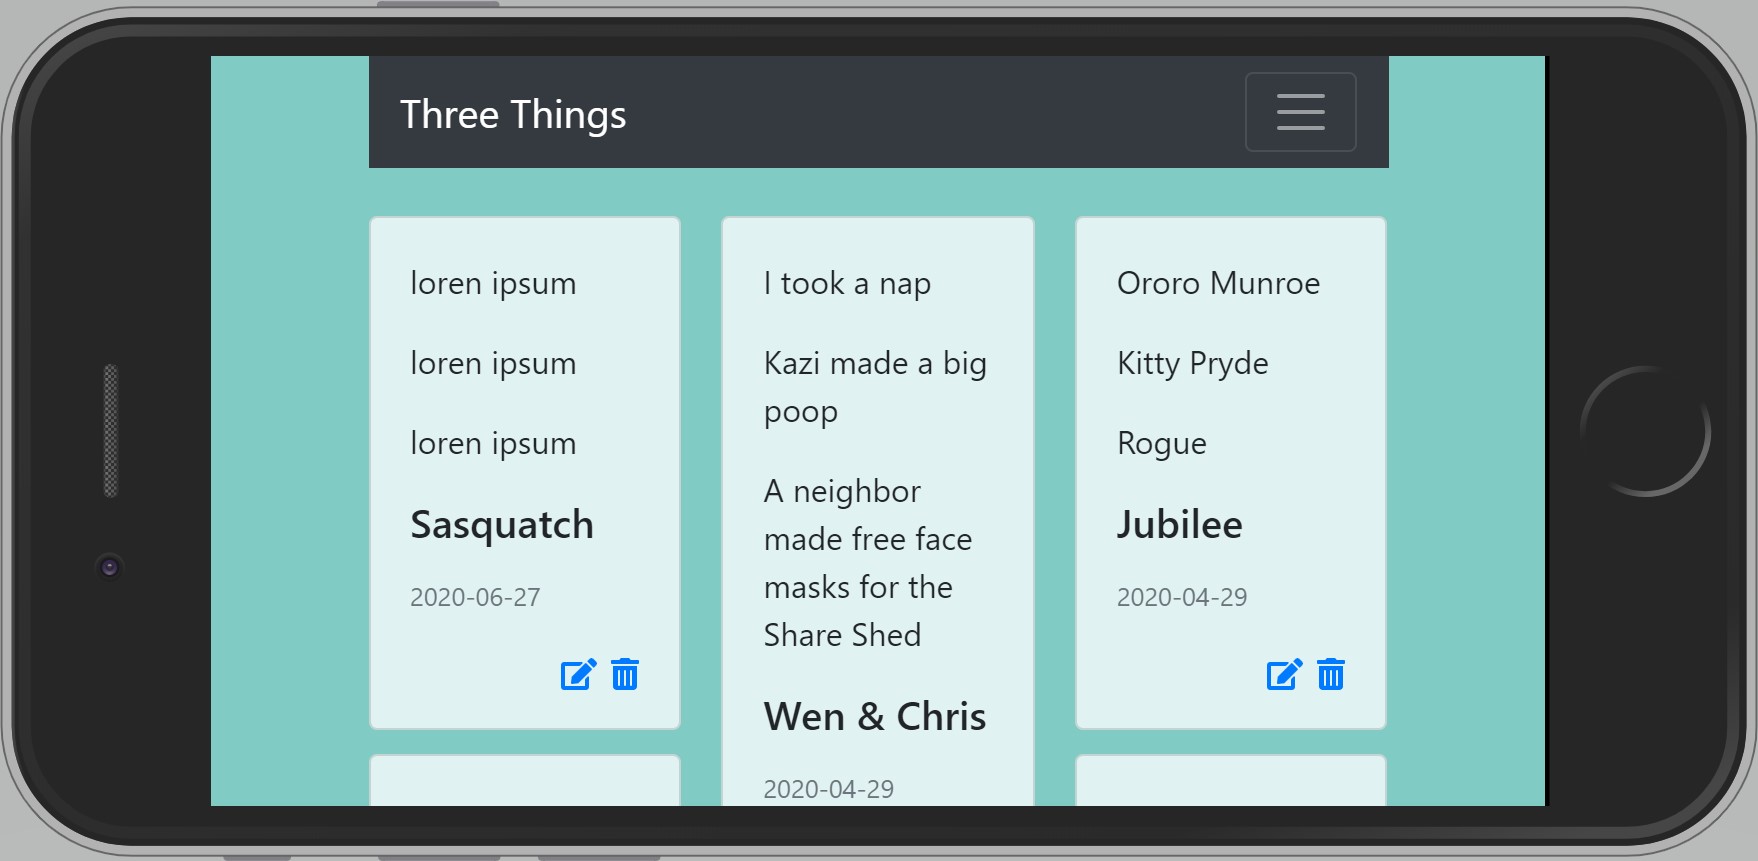 Three Things
loren ipsum
loren ipsum
loren ipsum
Sasquatch
2020-06-27
I took a nap
Kazi made a big
poop
A neighbor
made free face
masks for the
Share Shed
Wen & Chris
2020-04-29
Ororo Munroe
Kitty Pryde
Rogue
Jubilee
2020-04-29